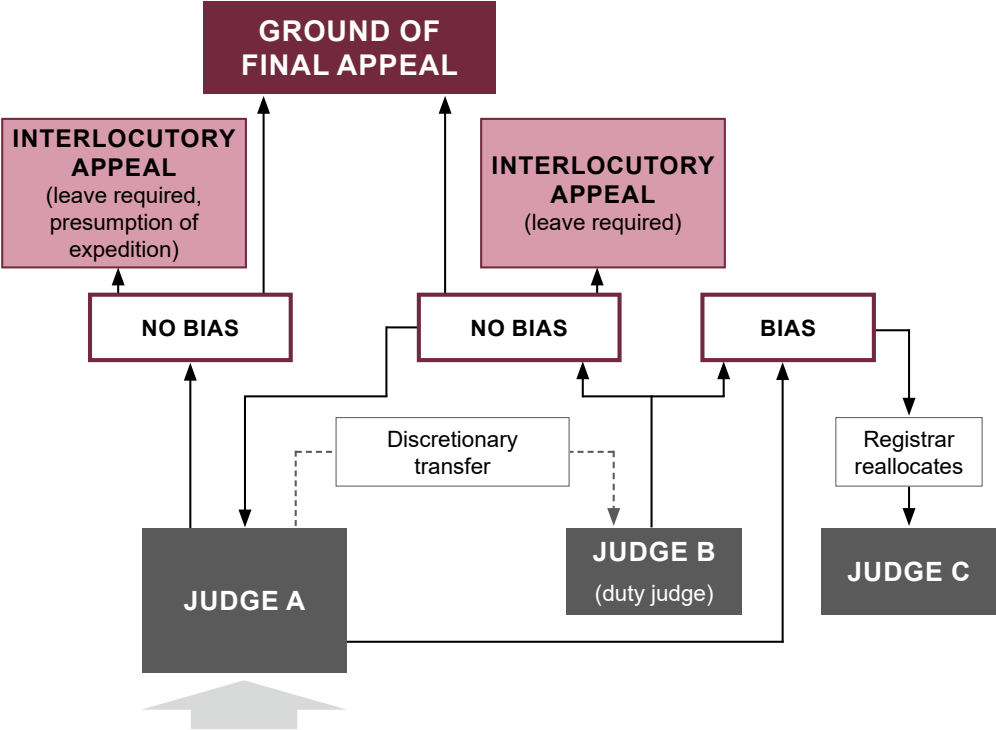 GROUND OF
FINAL APPEAL
INTERLOCUTORY
APPEAL
(leave required,
presumption of
expedition)
INTERLOCUTORY
APPEAL
(leave required)
NO BIAS
NO BIAS
BIAS
Discretionary
transfer
Registrar
reallocates
JUDGE A
JUDGE B
(duty judge)
JUDGE C